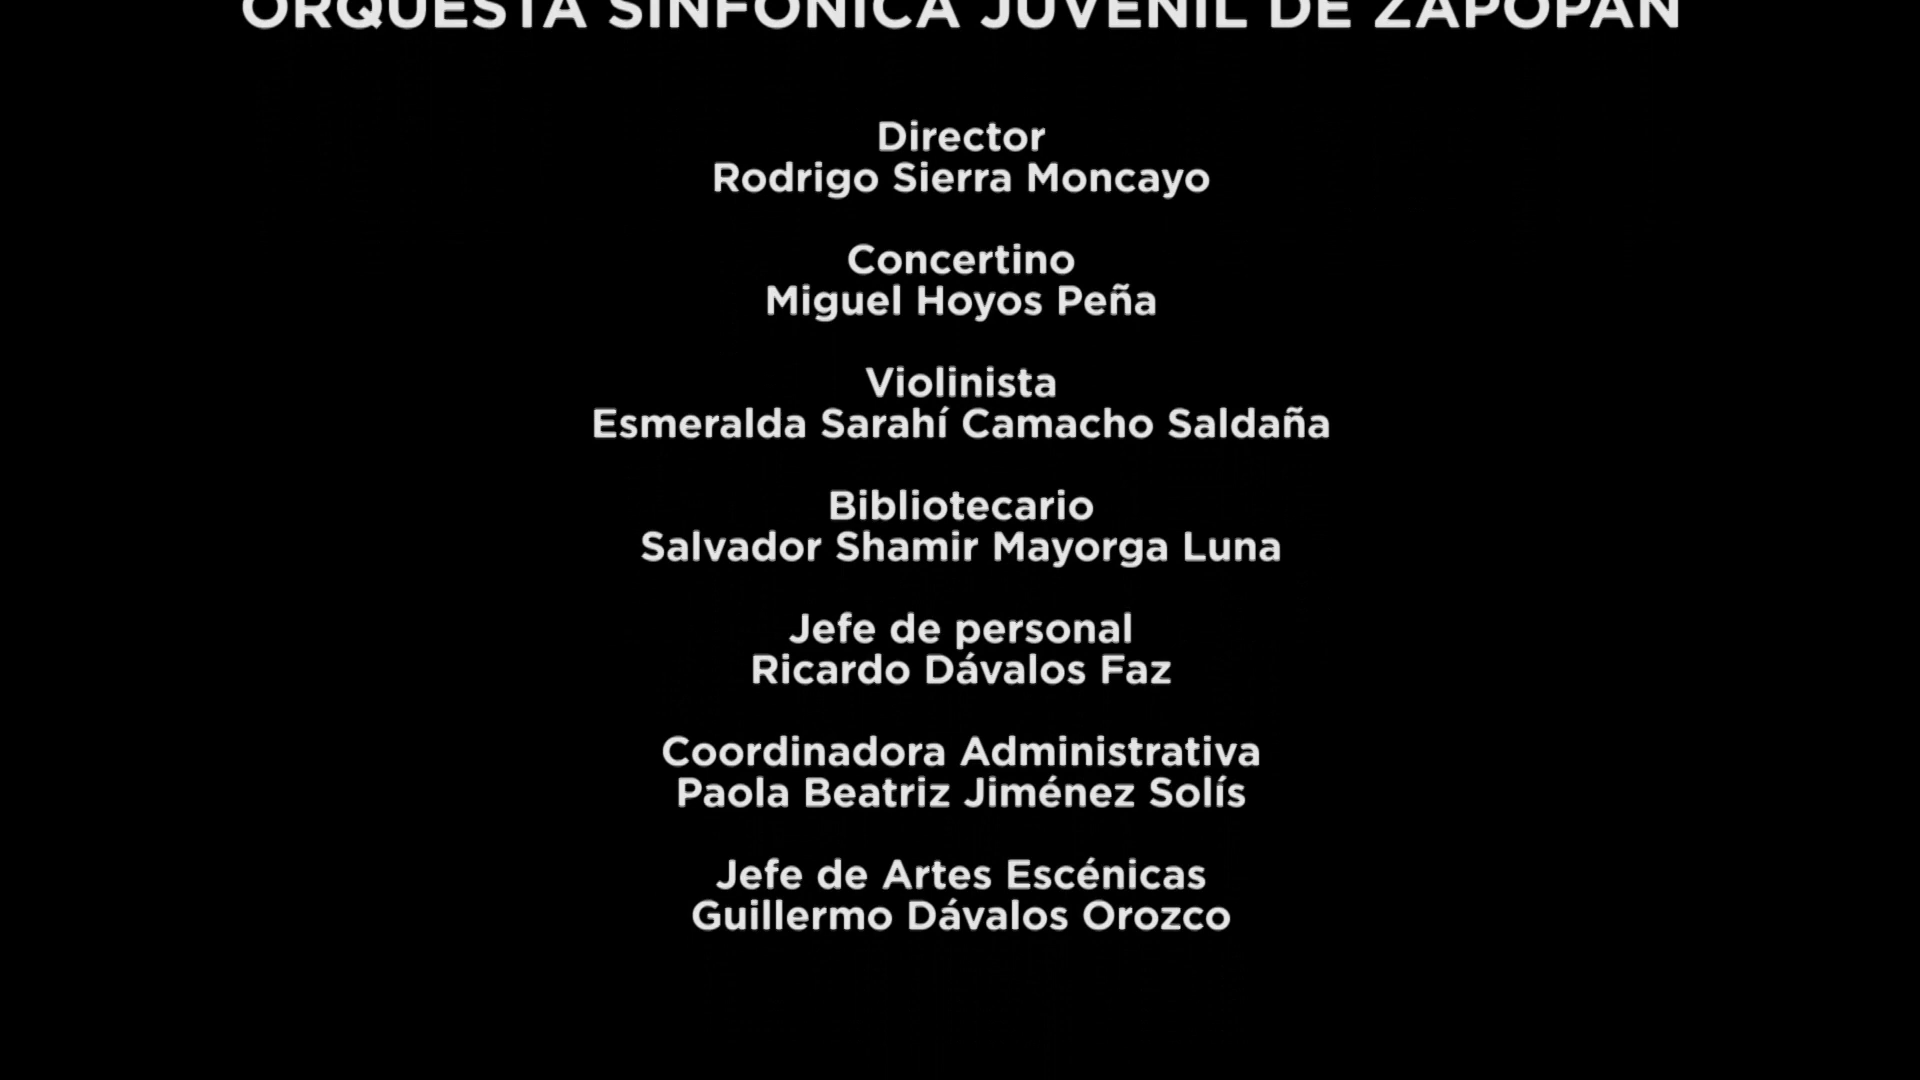 ORQUESTA SINFÓNICA JUVENIL DE ZAPOPAN
Director
Rodrigo Sierra Moncayo
Concertino
Miguel Hoyos Peña
Violinista
Esmeralda Sarahí Camacho Saldaña
Bibliotecario
Salvador Shamir Mayorga Luna
Jefe de personal
Ricardo Dávalos Faz
Coordinadora Administrativa
Paola Beatriz Jiménez Solís
Jefe de Artes Escénicas
Guillermo Dávalos Orozco